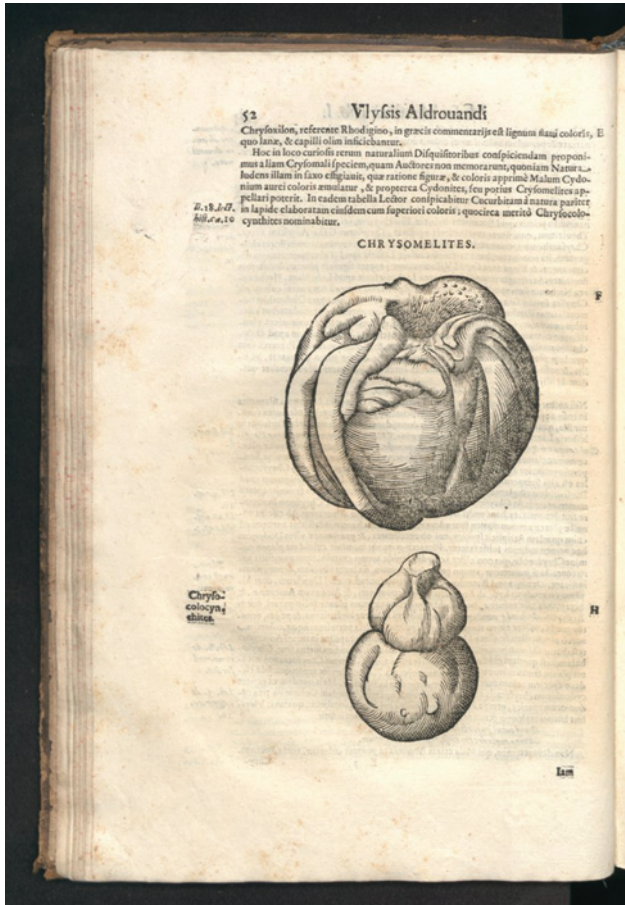 52 Vlyſsis Aldrouandi
Chryſoxilon, referente Rhodigino, in græcis commentarijs eſt lignum flaui coloris, E
quo lanæ, & capilli olim inficiebantur.
Hoc in loco curioſis rerum naturalium Diſquiſitoribus conſpiciendam proponi-
mus aliam Cryſomali ſpeciem, quam Auctores non memorarunt, quoniam Natura
ludens illam in ſaxo effigiauit, quæ ratione figuræ, & coloris apprimè Malum Cydo-
nium aurei coloris æmulatur, & propterea Cydonites, ſeu potius Cryſomelites ap-
pellari poterit. In eadem tabella Lector conſpicabitur Cucurbitam à natura pariter
in lapide elaboratam eiuſdem cum ſuperiori coloris; quocirca meritò Chryſocolo-
cynthites nominabitur.
CHRYSOMELITES.
F
Chryſo-
colocyn,
thites.
H
Iam